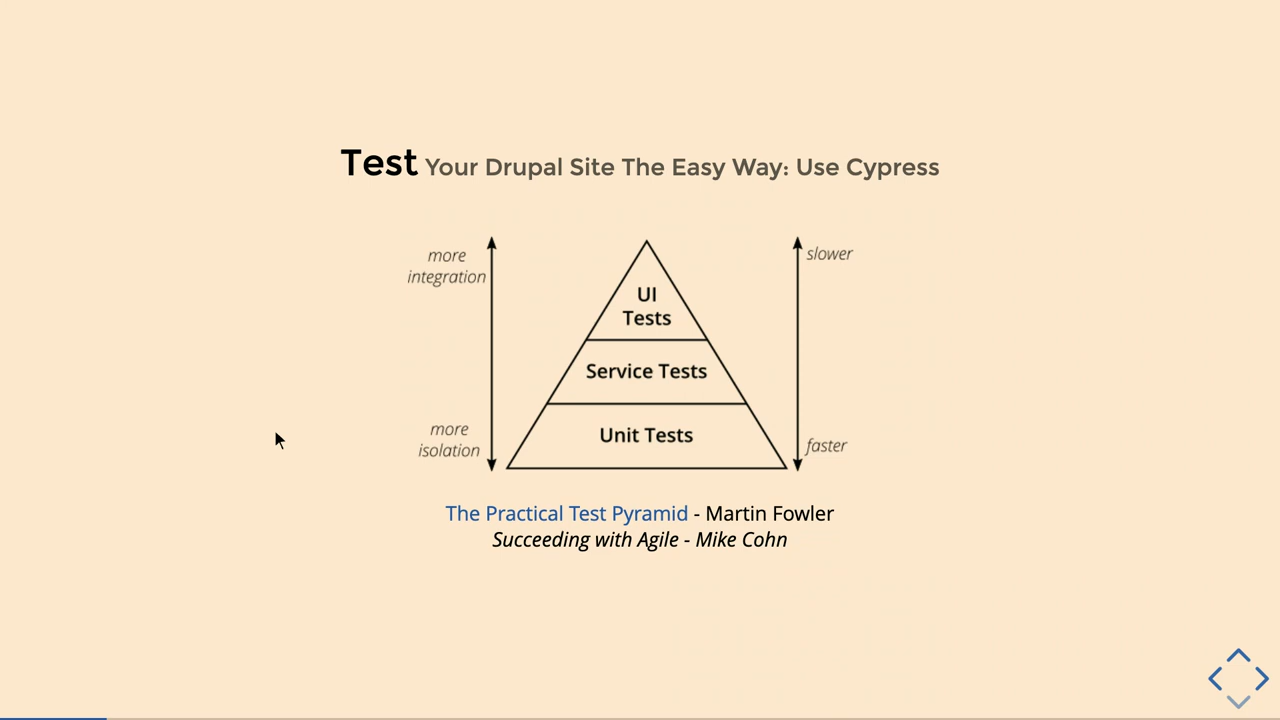 Test Your Drupal Site The Easy Way: Use Cypress
more
integration
slower
UI
Tests
Service Tests
Unit Tests
more
isolation
faster
The Practical Test Pyramid - Martin Fowler
Succeeding with Agile - Mike Cohn